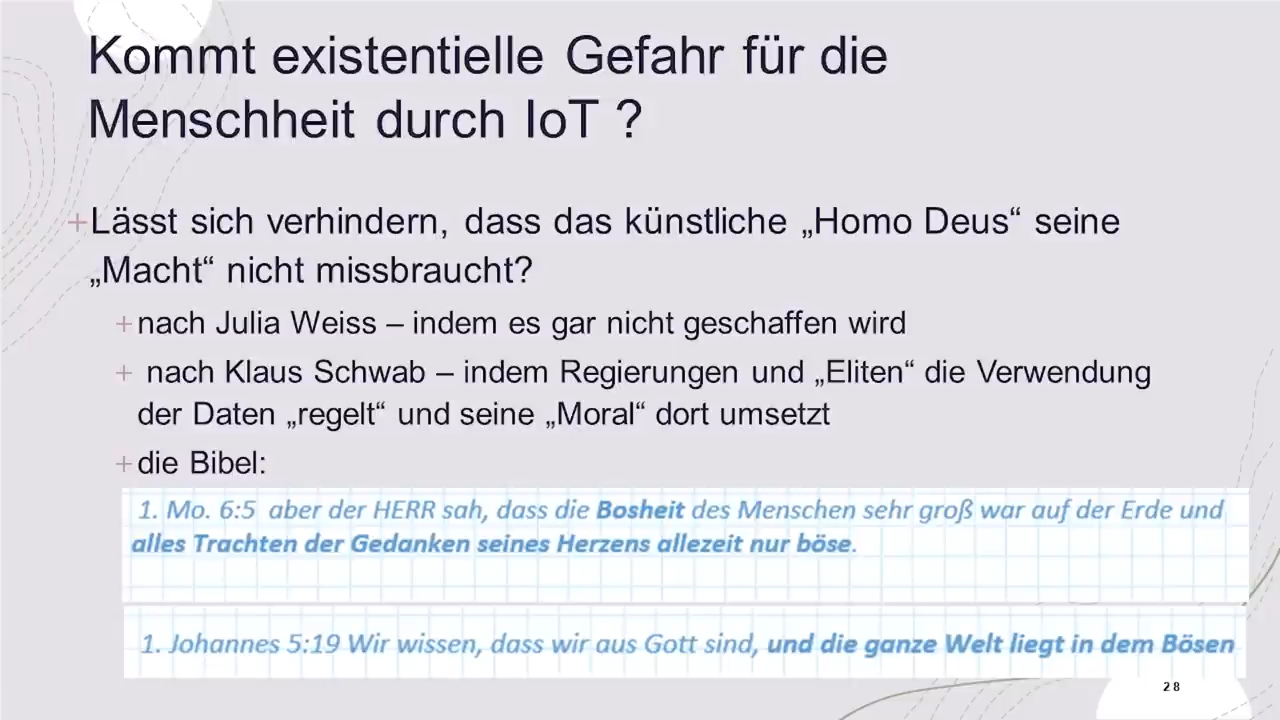 Kommt existentielle Gefahr für die
Menschheit durch IoT ?
+Lässt sich verhindern, dass das künstliche „Homo Deus“ seine
„Macht“ nicht missbraucht?
+nach Julia Weiss – indem es gar nicht geschaffen wird
+ nach Klaus Schwab – indem Regierungen und „Eliten“ die Verwendung
der Daten „regelt“ und seine „Moral“ dort umsetzt
+die Bibel:
1. Mo. 6:5 aber der HERR sah, dass die Bosheit des Menschen sehr groß war auf der Erde und
alles Trachten der Gedanken seines Herzens allezeit nur böse.
1. Johannes 5:19 Wir wissen, dass wir aus Gott sind, und die ganze Welt liegt in dem Bösen
28